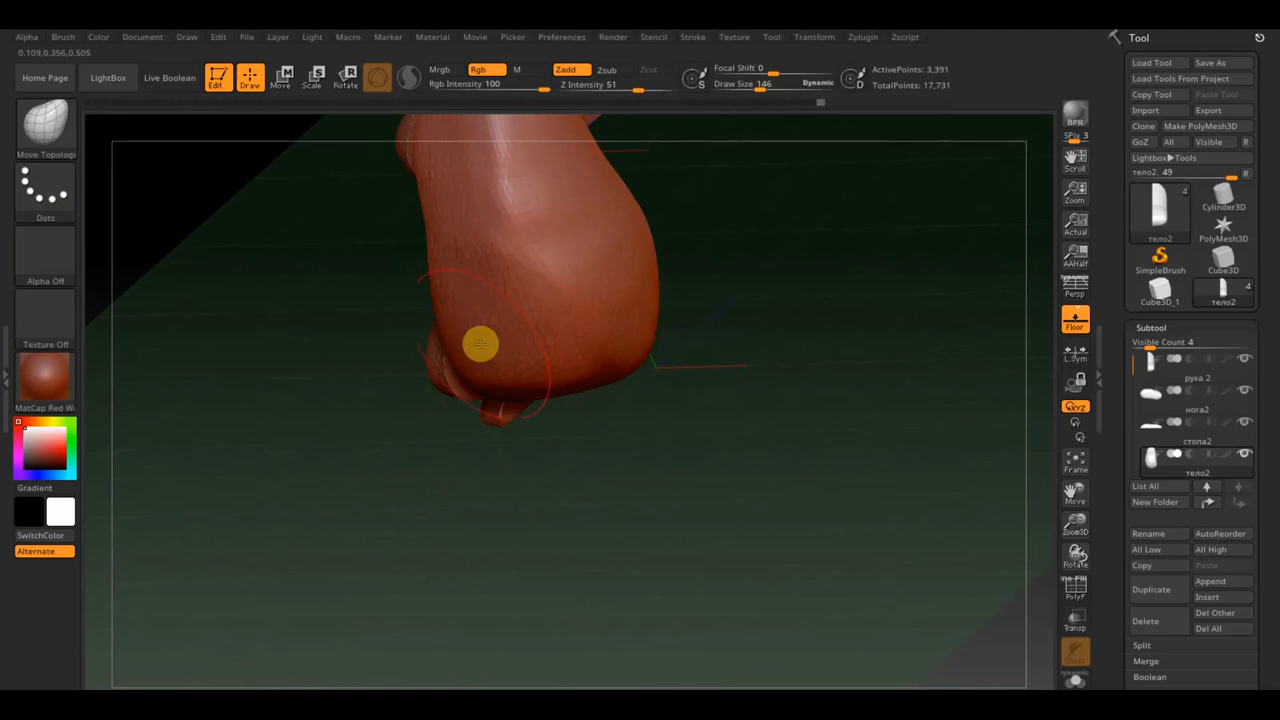 Alpha Brush Color Document Draw Edit File Layer Light Macro Marker Material Movie Picker Preferences Render Stencil Stroke Texture Tool Transform Zplugin Zscript
Tool
0.109,0.356,0.505
Home Page
LightBox
Live Boolean
Edit
Draw
Move
Scale
Rotate
Mrgb Rgb M
Rgb Intensity 100
Zadd Zsub Zcut
Z Intensity 51
S
Focal Shift 0
Draw Size 146
Dynamic
D
ActivePoints: 3,391
TotalPoints: 17,731
Load Tool Save As
Load Tools From Project
Copy Tool Paste Tool
Import Export
Clone Make PolyMesh3D
GoZ All Visible R
Lightbox▶Tools
тело2. 49 R
4
тело2
Cylinder3D
PolyMesh3D
SimpleBrush
Cube3D
Cube3D_1
4
тело2
Subtool
Visible Count 4
рука 2
нога2
стопа2
тело2
List All
New Folder
Rename AutoReorder
All Low All High
Copy Paste
Duplicate Append
Insert
Delete Del Other
Del All
Split
Merge
Boolean
Move Topologi
Dots
Alpha Off
Texture Off
MatCap Red Wa
Gradient
SwitchColor
Alternate
BPR
SPix 3
Scroll
Zoom
Actual
AAHalf
Dynamic
Persp
Floor
L.Sym
XYZ
Frame
Move
Zoom3D
Rotate
PolyF
Transp